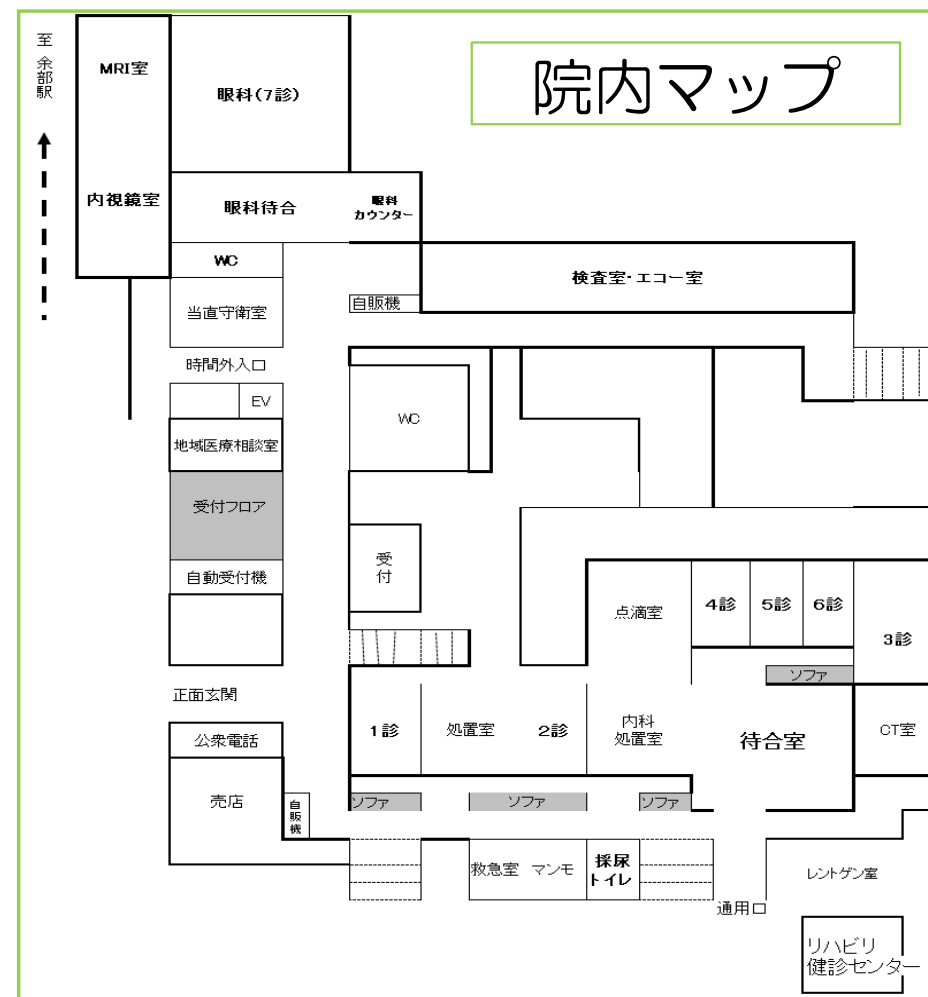 至 余部駅
院内マップ
MRI室
眼科(7診)
内視鏡室
眼科待合
眼科
カウンター
WC
検査室・エコー室
当直守衛室
自販機
時間外入口
EV
WC
地域医療相談室
受付フロア
受付
自動受付機
点滴室
4診
5診
6診
3診
ソファ
正面玄関
公衆電話
1診
処置室
2診
内科
処置室
待合室
CT室
売店
自販機
ソファ
ソファ
ソファ
救急室
マンモ
採尿
トイレ
レントゲン室
通用口
リハビリ
健診センター